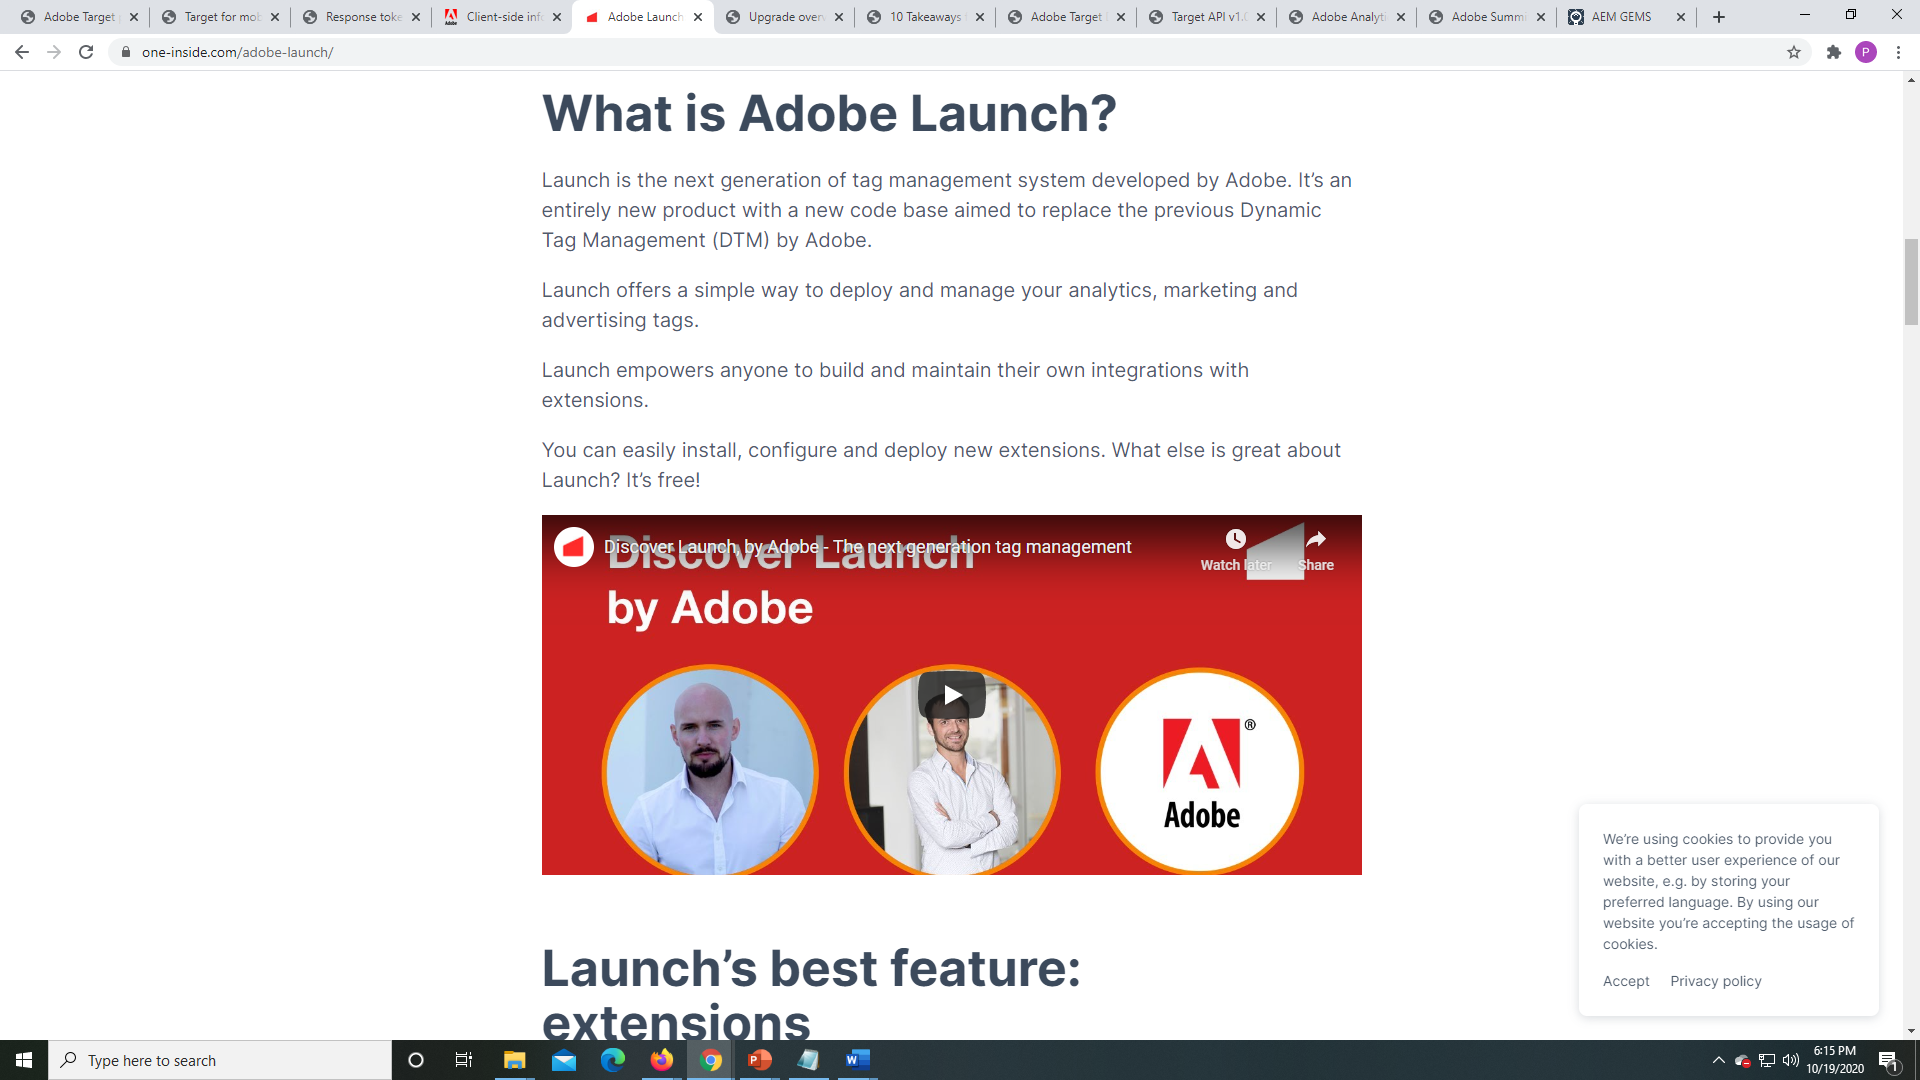 Adobe Target
Target for mob
Response toke
Client-side info
Adobe Launch
Upgrade over
10 Takeaways
Adobe Target
Target API v1.
Adobe Analyti
Adobe Summi
AEM GEMS
one-inside.com/adobe-launch/
P
What is Adobe Launch?
Launch is the next generation of tag management system developed by Adobe. It’s an
entirely new product with a new code base aimed to replace the previous Dynamic
Tag Management (DTM) by Adobe.
Launch offers a simple way to deploy and manage your analytics, marketing and
advertising tags.
Launch empowers anyone to build and maintain their own integrations with
extensions.
You can easily install, configure and deploy new extensions. What else is great about
Launch? It’s free!
Discover Launch, by Adobe - The next generation tag management
Watch later
Share
Discover Launch
by Adobe
®
Adobe
We’re using cookies to provide you
with a better user experience of our
website, e.g. by storing your
preferred language. By using our
website you’re accepting the usage of
cookies.
Accept Privacy policy
Launch’s best feature:
extensions
Type here to search
6:15 PM
10/19/2020
1